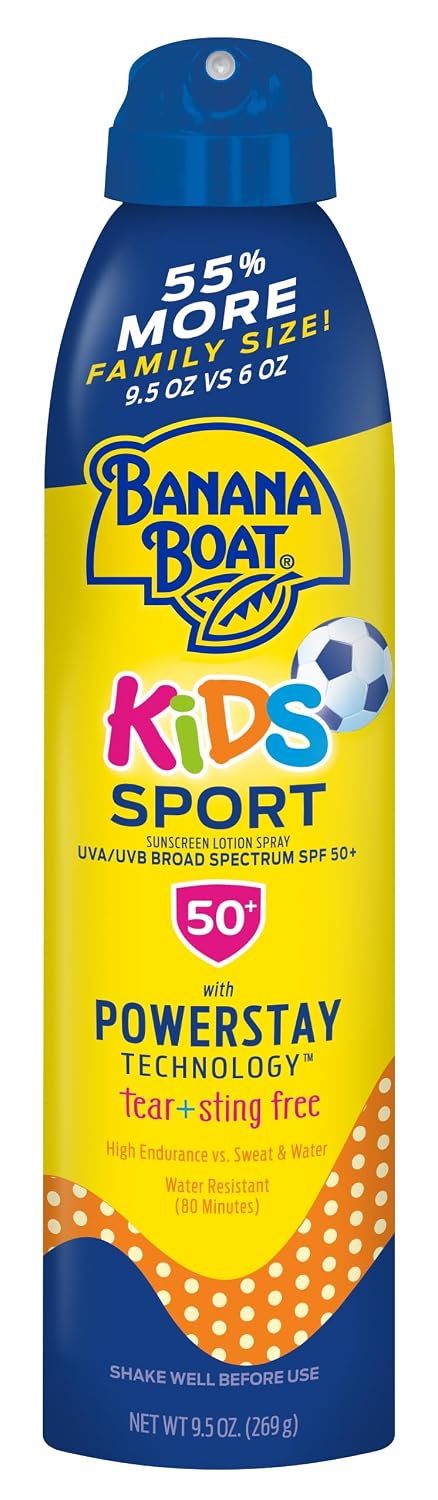 55%
MORE
FAMILY SIZE!
9.5 OZ VS 6 OZ
BANANA
BOAT®
KiDS
SPORT
SUNSCREEN LOTION SPRAY
UVA/UVB BROAD SPECTRUM SPF 50+
50+
with
POWERSTAY
TECHNOLOGY™
tear+sting free
High Endurance vs. Sweat & Water
Water Resistant
(80 Minutes)
SHAKE WELL BEFORE USE
NET WT 9.5 OZ. (269 g)